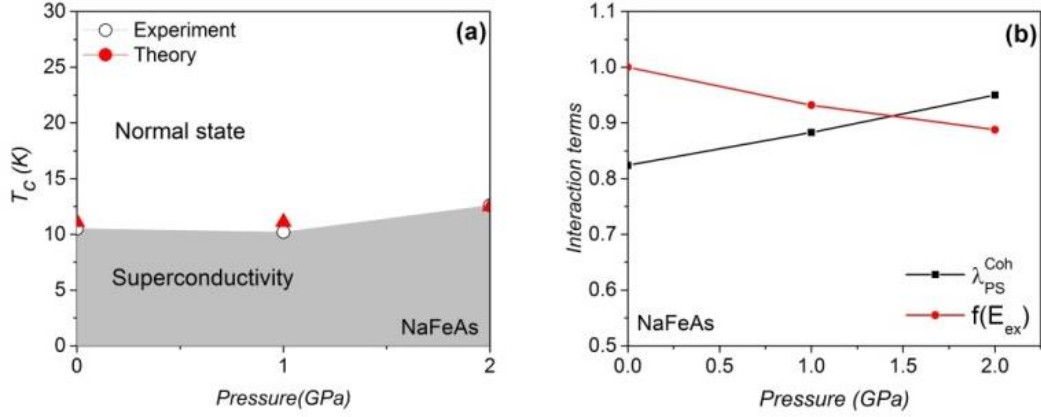 30
25
20
15
10
5
0
T_c (K)
Experiment
Theory
(a)
Normal state
Superconductivity
NaFeAs
0
1
2
Pressure(GPa)
1.1
1.0
0.9
0.8
0.7
0.6
0.5
Interaction terms
(b)
λ_PS^Coh
f(E_ex)
NaFeAs
0.0
0.5
1.0
1.5
2.0
Pressure (GPa)